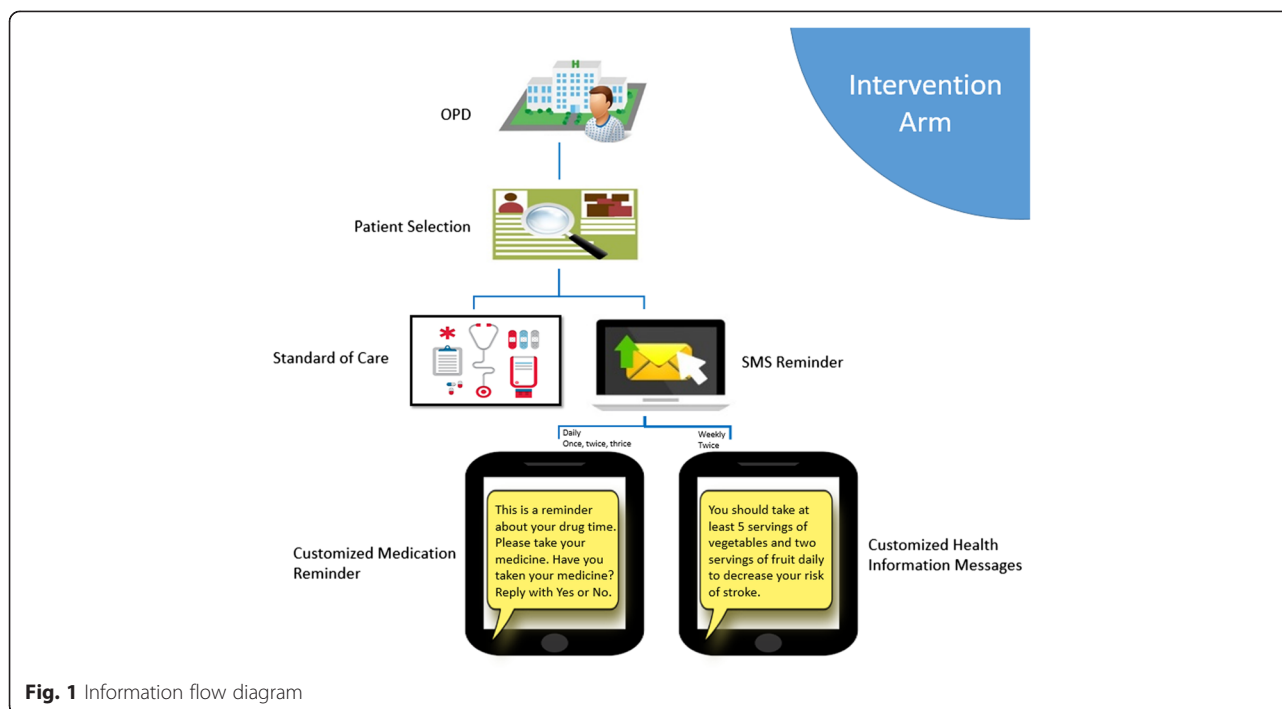 Intervention
Arm
H
OPD
Patient Selection
Standard of Care
SMS Reminder
Daily
Once, twice, thrice
Weekly
Twice
Customized Medication
Reminder
This is a reminder
about your drug time.
Please take your
medicine. Have you
taken your medicine?
Reply with Yes or No.
You should take at
least 5 servings of
vegetables and two
servings of fruit daily
to decrease your risk
of stroke.
Customized Health
Information Messages
Fig. 1 Information flow diagram